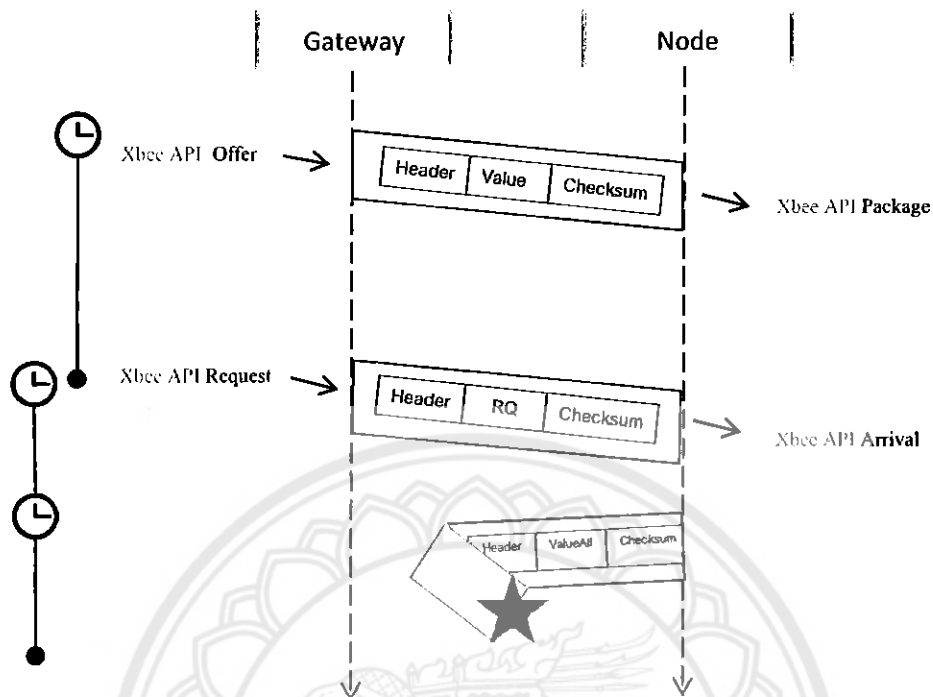 Gateway
Node
Xbee API Offer
Header Value Checksum
Xbee API Package
Xbee API Request
Header RQ Checksum
Xbee API Arrival
Header ValueAll Checksum